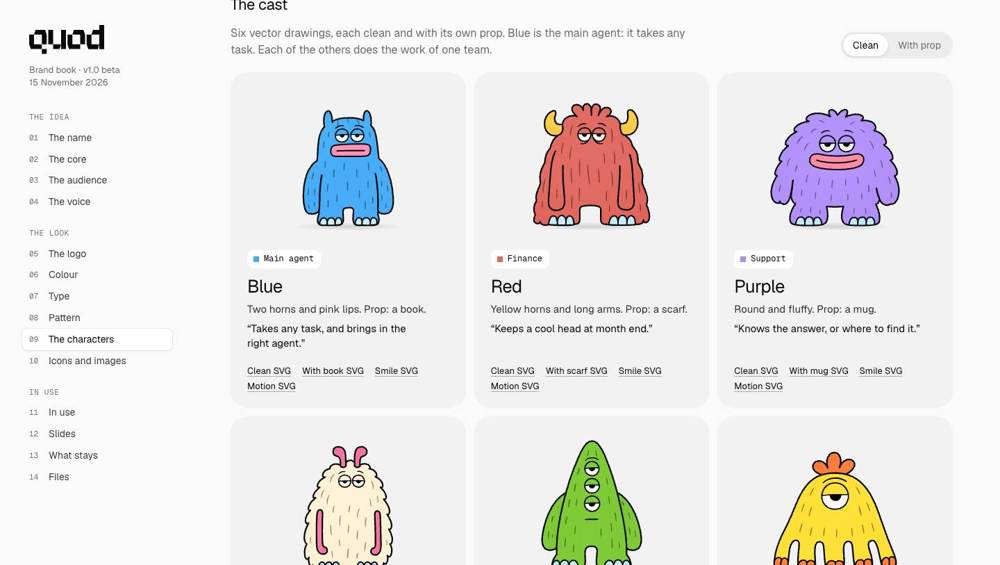 quod
Brand book · v1.0 beta
15 November 2026
THE IDEA
01 The name
02 The core
03 The audience
04 The voice
THE LOOK
05 The logo
06 Colour
07 Type
08 Pattern
09 The characters
10 Icons and images
IN USE
11 In use
12 Slides
13 What stays
14 Files
The cast
Six vector drawings, each clean and with its own prop. Blue is the main agent: it takes any
task. Each of the others does the work of one team.
Clean With prop
Main agent
Blue
Two horns and pink lips. Prop: a book.
“Takes any task, and brings in the
right agent.”
Clean SVG With book SVG Smile SVG
Motion SVG
Finance
Red
Yellow horns and long arms. Prop: a scarf.
“Keeps a cool head at month end.”
Clean SVG With scarf SVG Smile SVG
Motion SVG
Support
Purple
Round and fluffy. Prop: a mug.
“Knows the answer, or where to find it.”
Clean SVG With mug SVG Smile SVG
Motion SVG